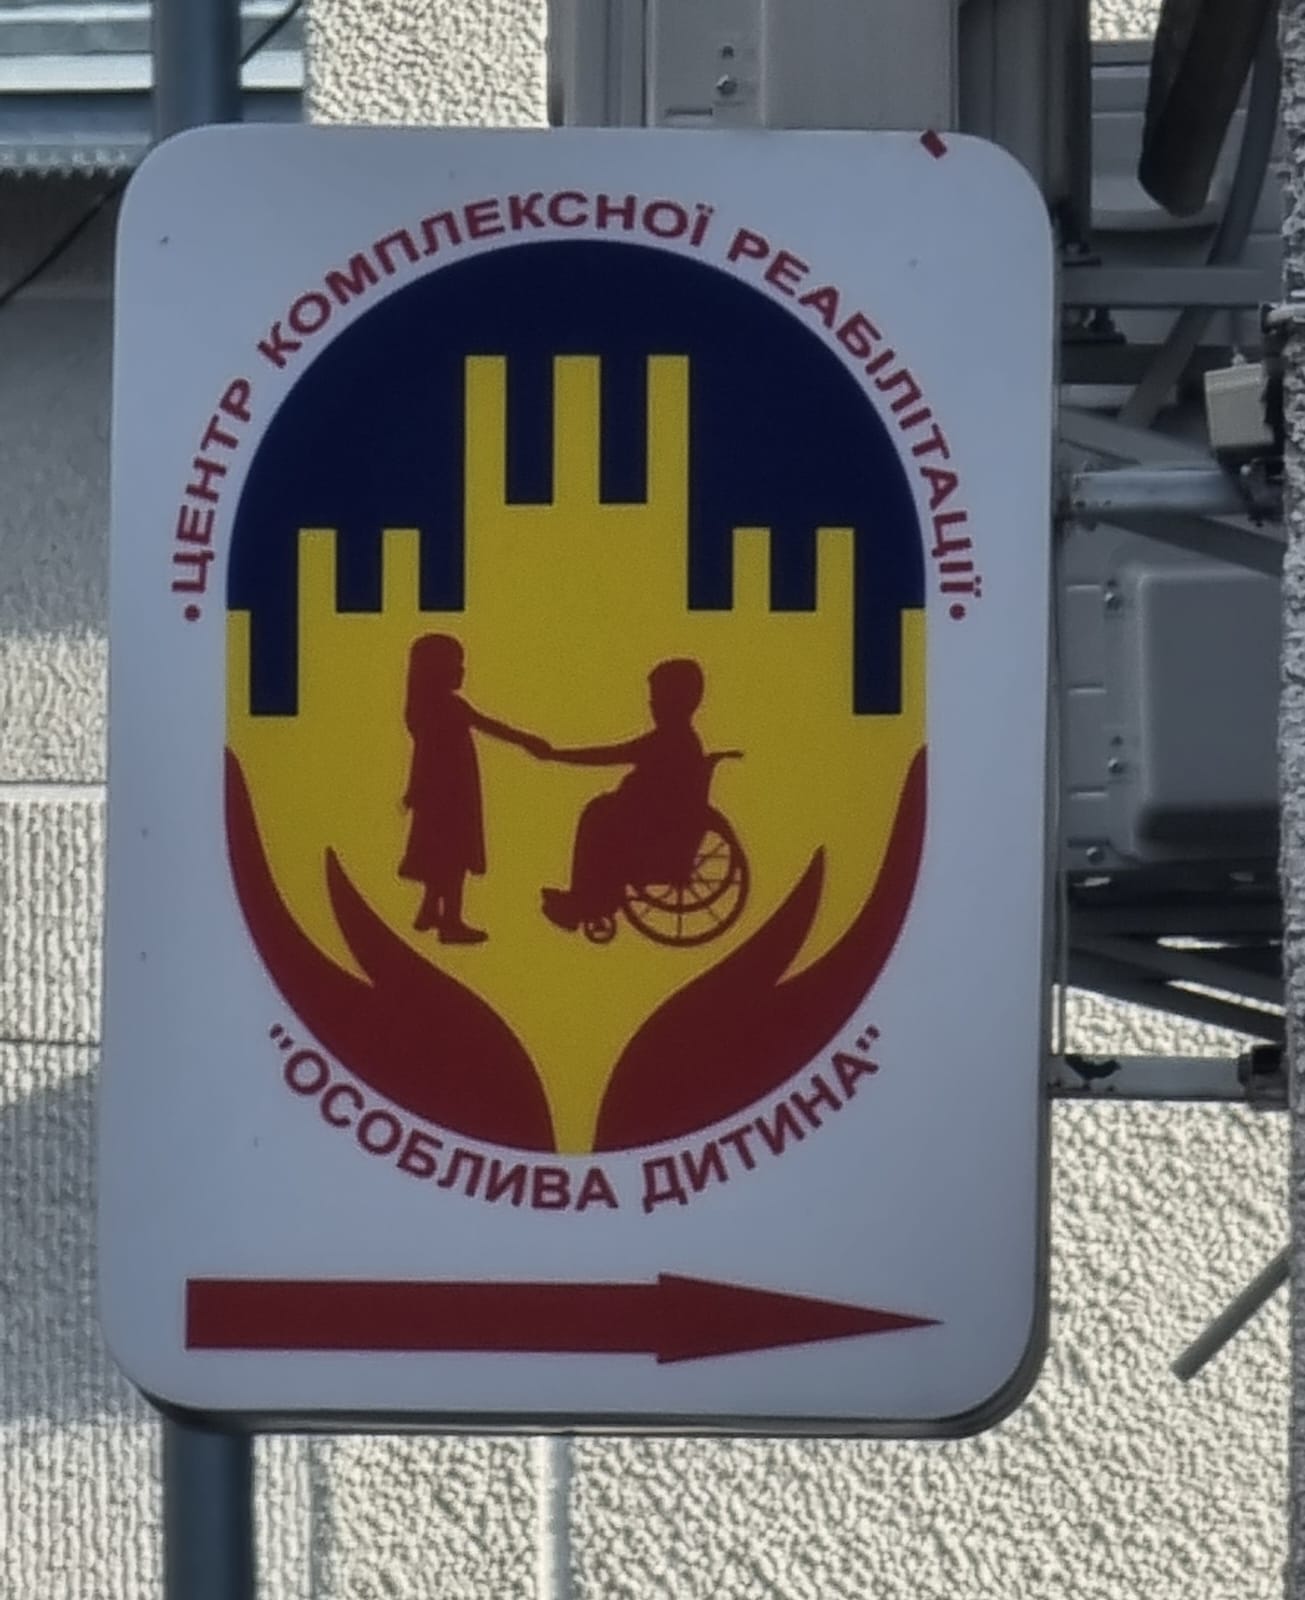 •ЦЕНТР КОМПЛЕКСНОЇ РЕАБІЛІТАЦІЇ•
"ОСОБЛИВА ДИТИНА"